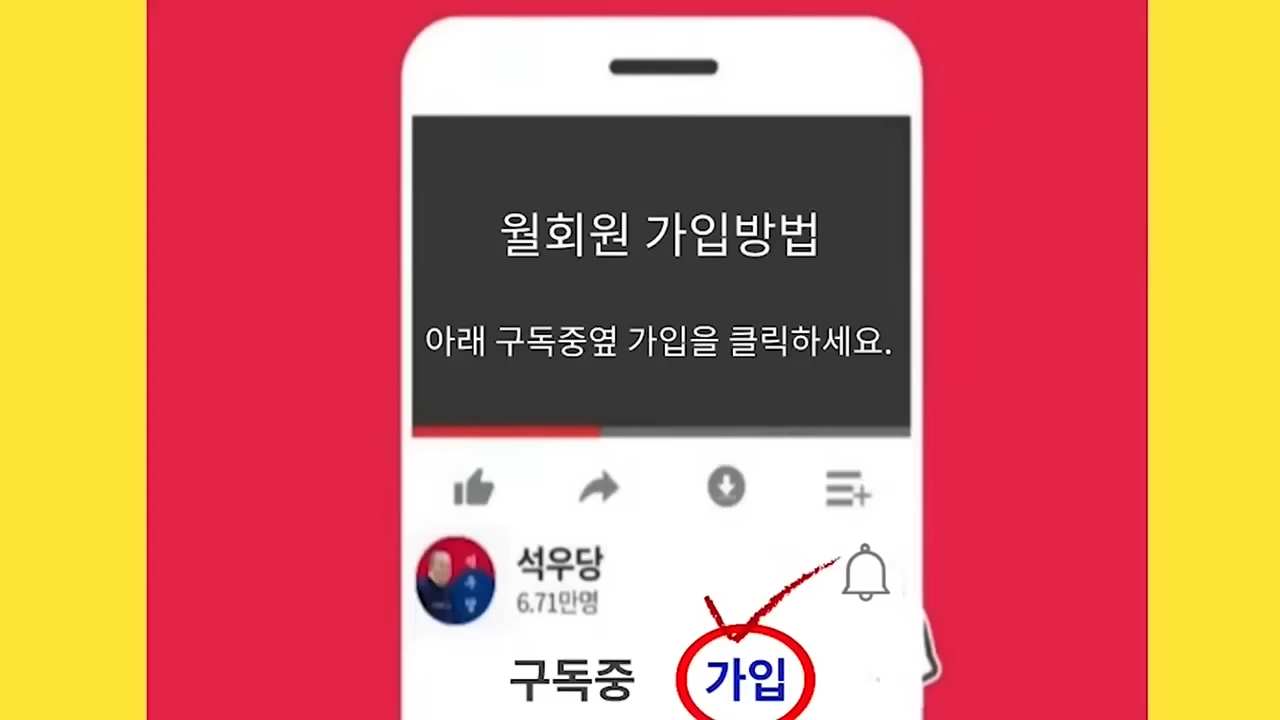 월회원 가입방법
아래 구독중옆 가입을 클릭하세요.
석우당
6.71만명
구독중 가입